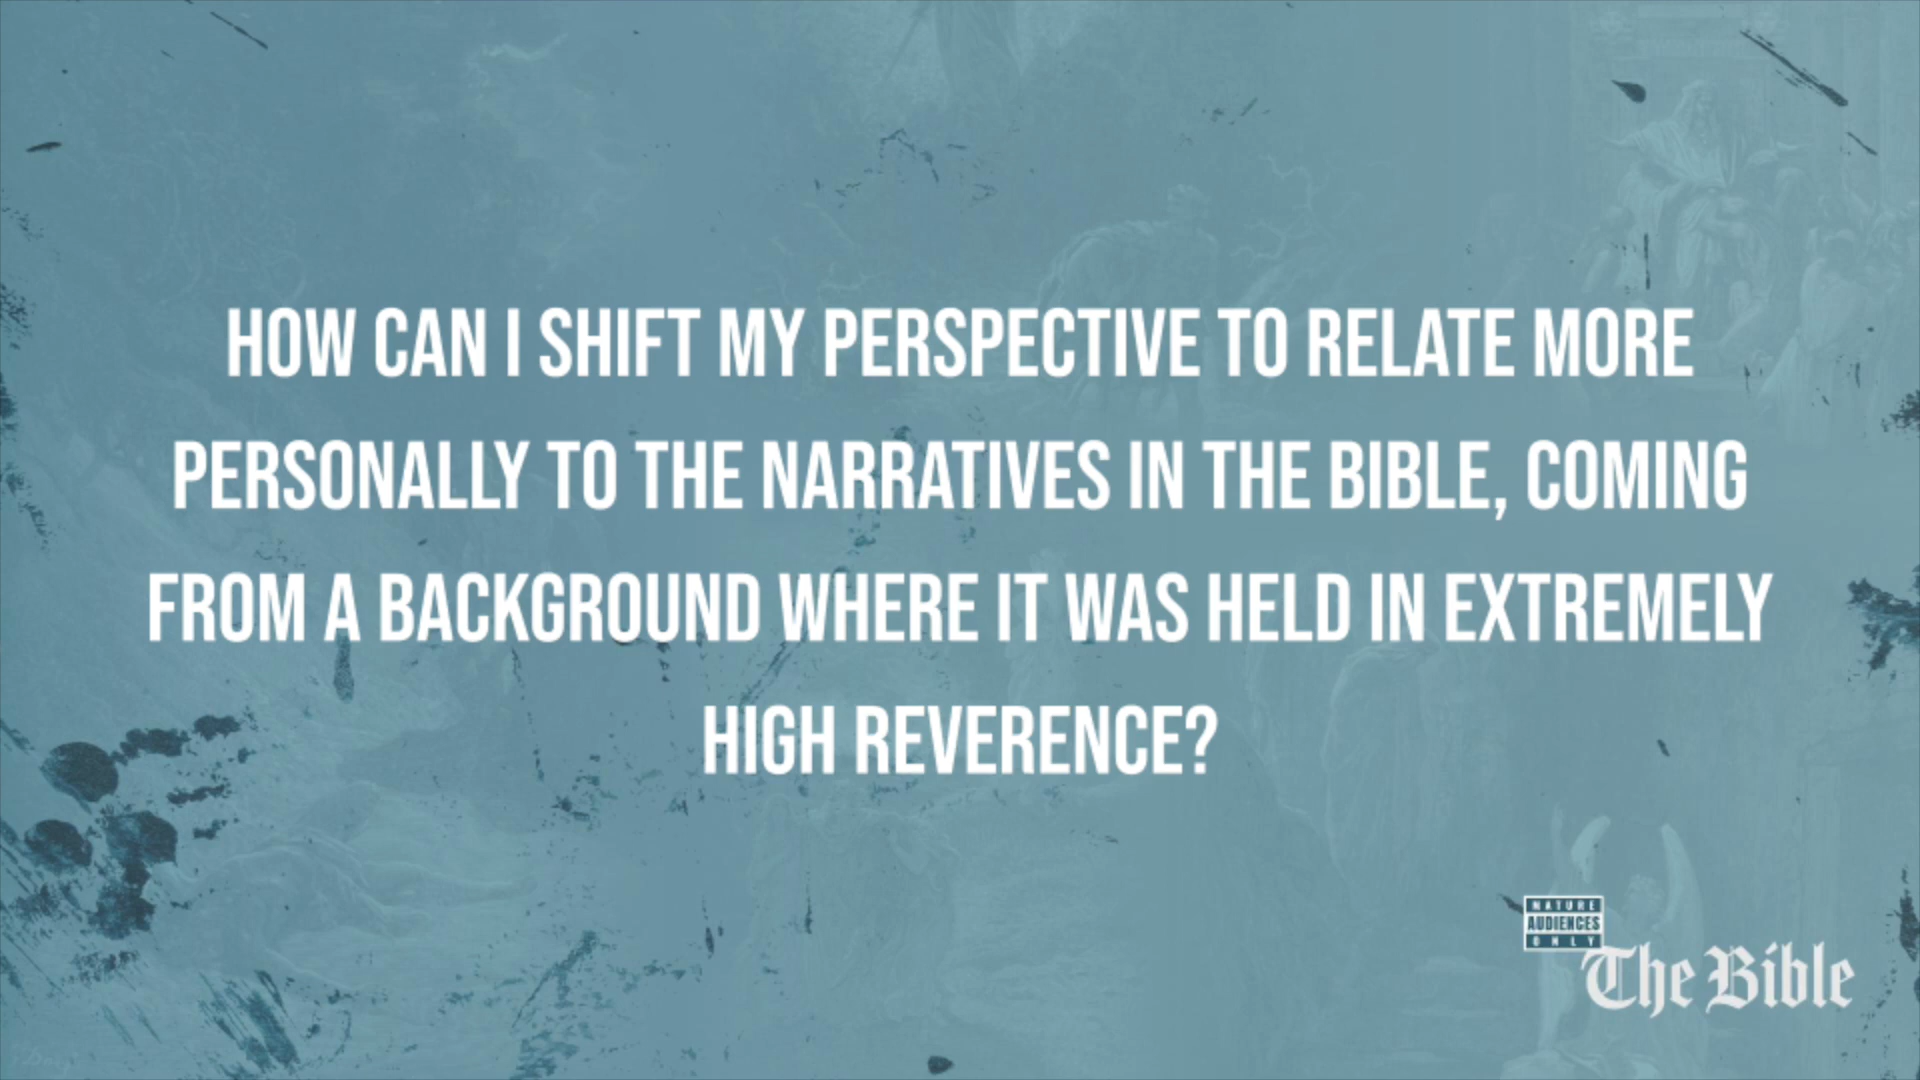 HOW CAN I SHIFT MY PERSPECTIVE TO RELATE MORE
PERSONALLY TO THE NARRATIVES IN THE BIBLE, COMING
FROM A BACKGROUND WHERE IT WAS HELD IN EXTREMELY
HIGH REVERENCE?
MATURE
AUDIENCES
ONLY
The Bible